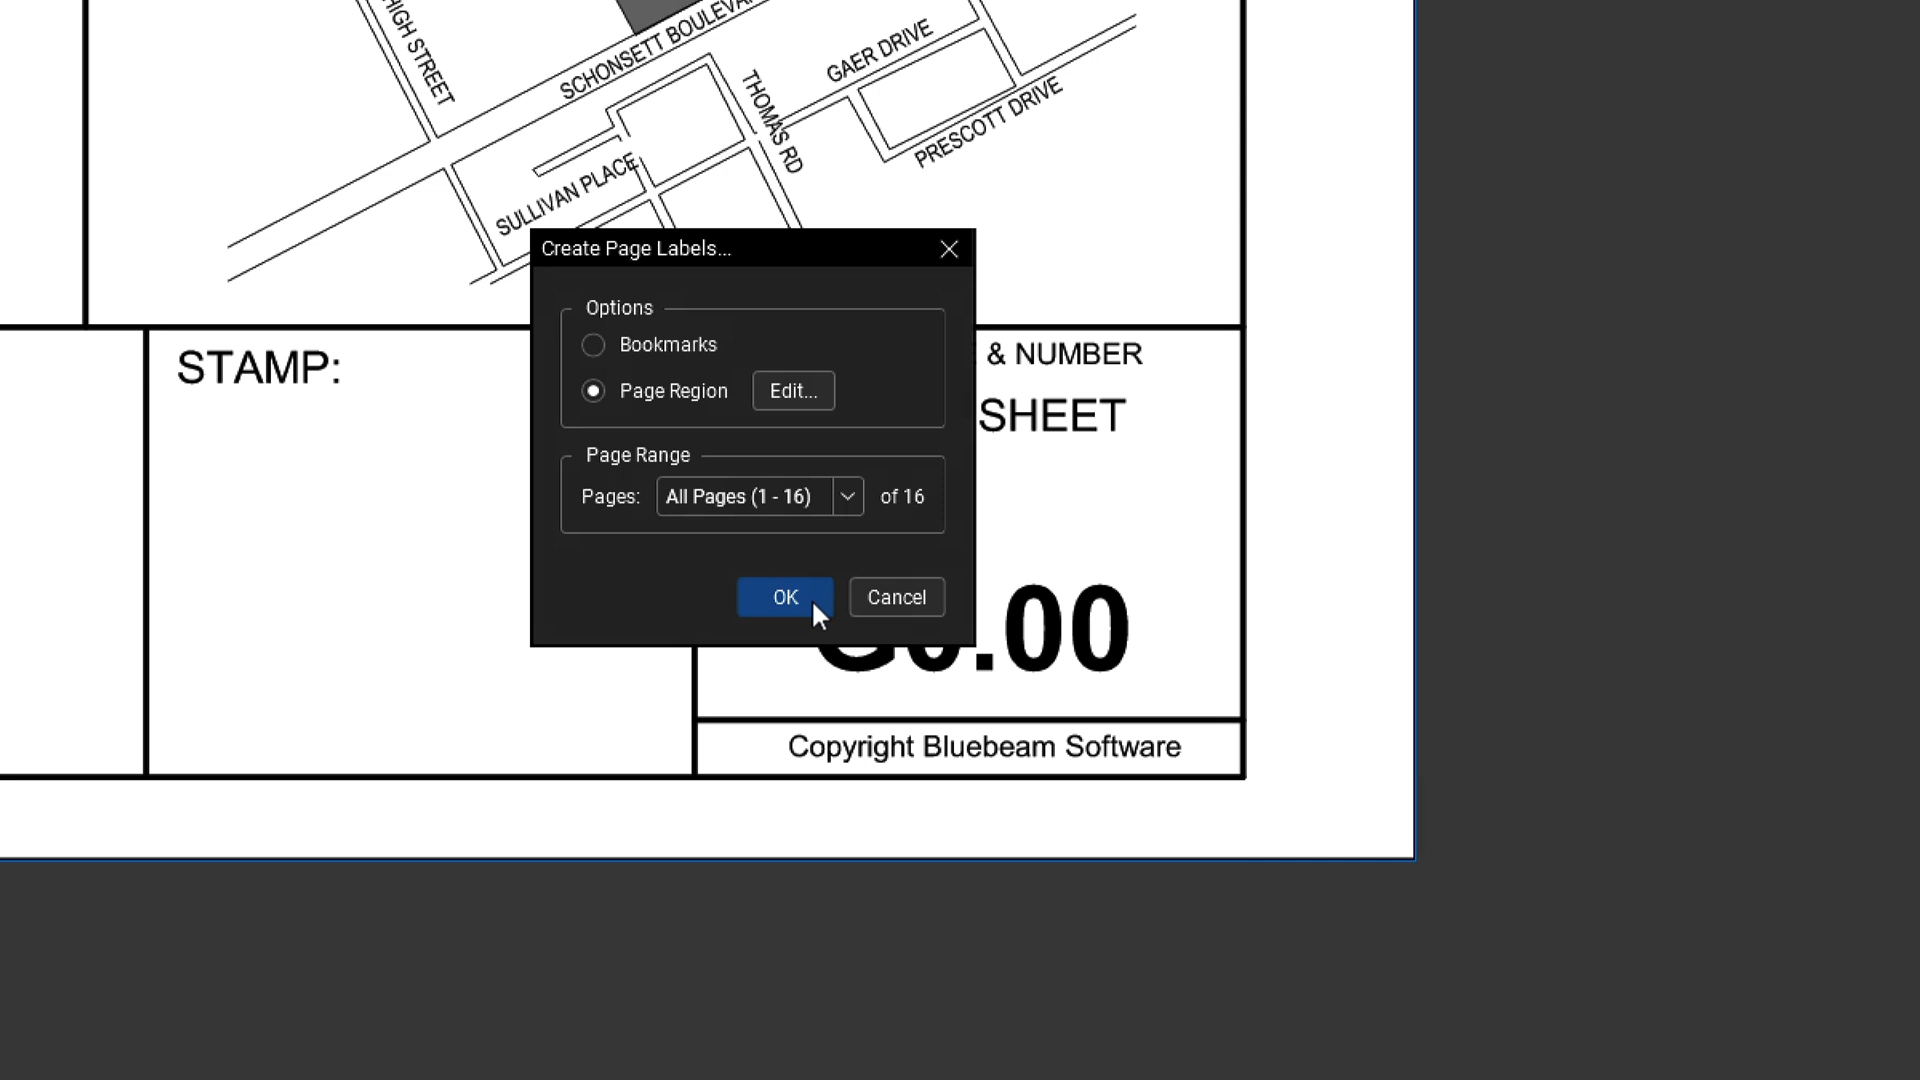 HIGH STREET
SCHONSETT
GAER DRIVE
THOMAS RD
PRESCOTT DRIVE
SULLIVAN PLACE
Create Page Labels...
Options
Bookmarks
Page Region
Edit...
Page Range
Pages:
All Pages (1 - 16)
of 16
OK
Cancel
STAMP:
& NUMBER
SHEET
.00
Copyright Bluebeam Software